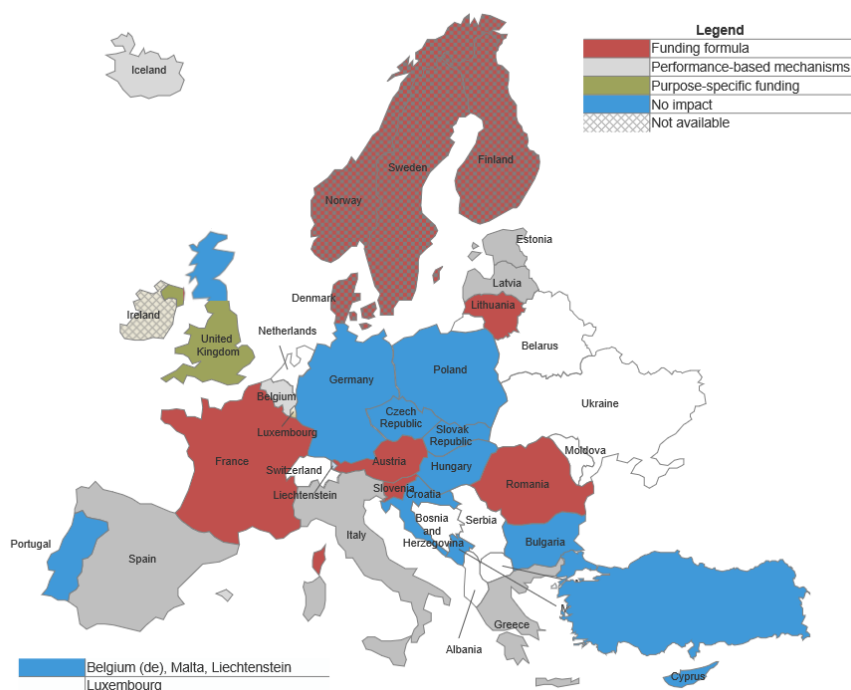 Legend
Funding formula
Performance-based mechanisms
Purpose-specific funding
No impact
Not available
Iceland
Norway
Sweden
Finland
Estonia
Latvia
Lithuania
Denmark
Ireland
United
Kingdom
Netherlands
Belarus
Germany
Poland
Belgium
Luxembourg
Czech
Republic
Slovak
Republic
Ukraine
France
Switzerland
Liechtenstein
Austria
Hungary
Moldova
Slovenia
Croatia
Romania
Bosnia
and
Herzegovina
Serbia
Italy
Bulgaria
Portugal
Spain
M
Greece
Albania
Cyprus
Belgium (de), Malta, Liechtenstein
Luxembourg